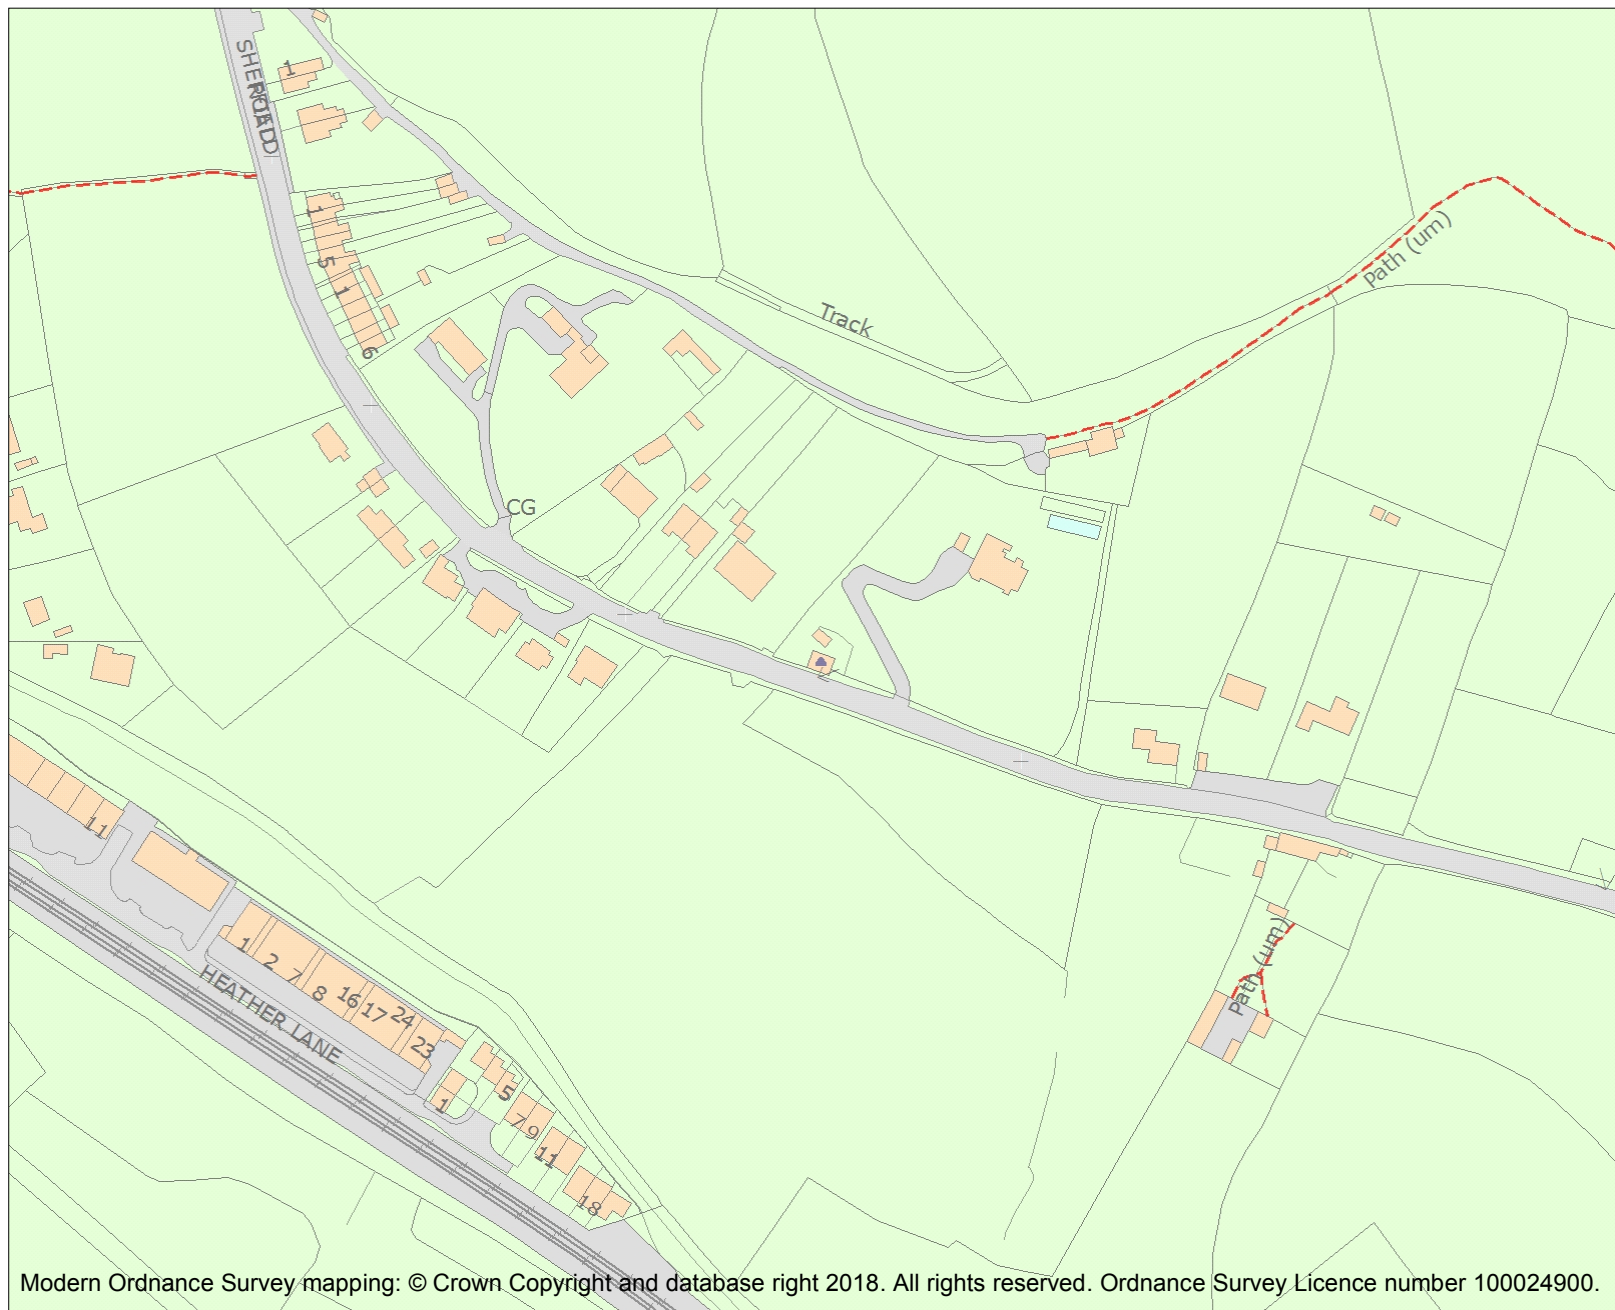 1
SHERFIELD
ROAD
1
5
1
6
Track
Path (um)
CG
11
1
2
7
8
16
17
24
23
HEATHER LANE
Path (um)
1
5
7
9
11
18
Modern Ordnance Survey mapping: © Crown Copyright and database right 2018. All rights reserved. Ordnance Survey Licence number 100024900.